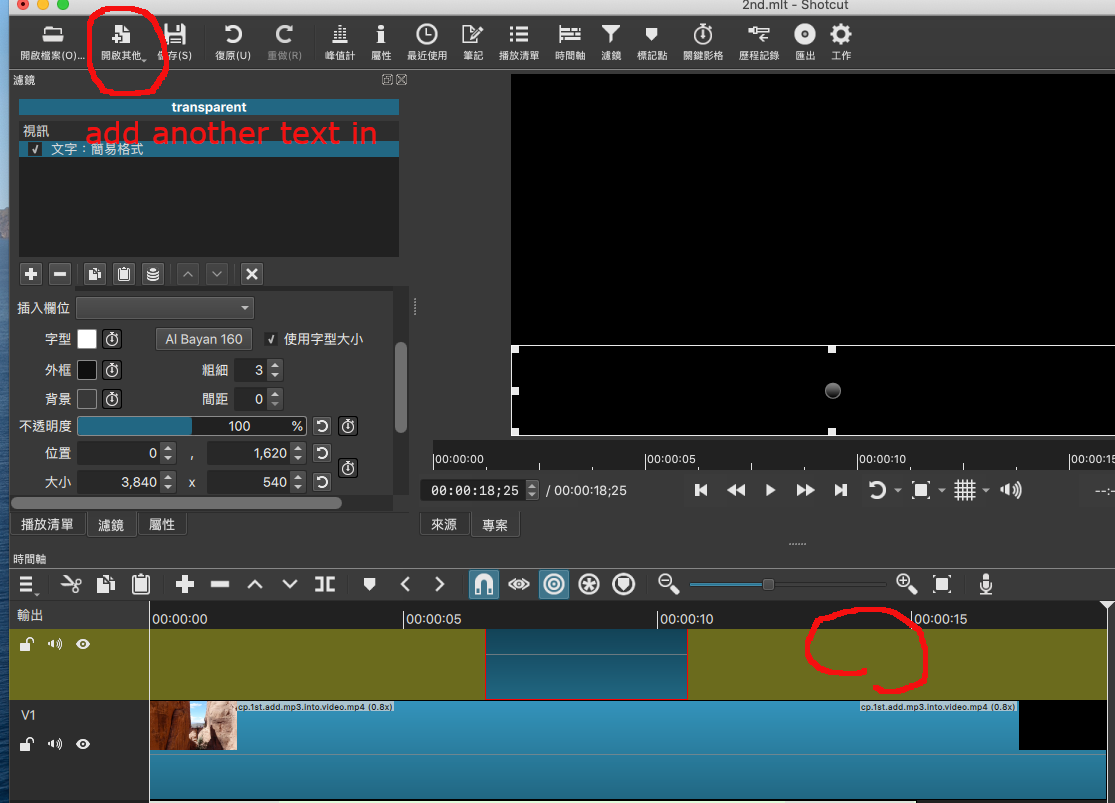 2nd.mlt - Shotcut
開啟檔案(O)... 開啟其他 儲存(S) 復原(U) 重做(R) 峰值計 屬性 最近使用 筆記 播放清單 時間軸 濾鏡 標記點 關鍵影格 歷程記錄 匯出 工作
濾鏡
transparent
視訊
add another text in
文字：簡易格式
插入欄位
字型 Al Bayan 160 使用字型大小
外框 粗細 3
背景 間距 0
不透明度 100 %
位置 0 , 1,620
大小 3,840 x 540
播放清單 濾鏡 屬性
00:00:00 00:00:05 00:00:10 00:00:15
00:00:18;25 / 00:00:18;25 --:-
來源 專案
時間軸
輸出 00:00:00 00:00:05 00:00:10 00:00:15
V1
cp.1st.add.mp3.into.video.mp4 (0.8x) cp.1st.add.mp3.into.video.mp4 (0.8x)